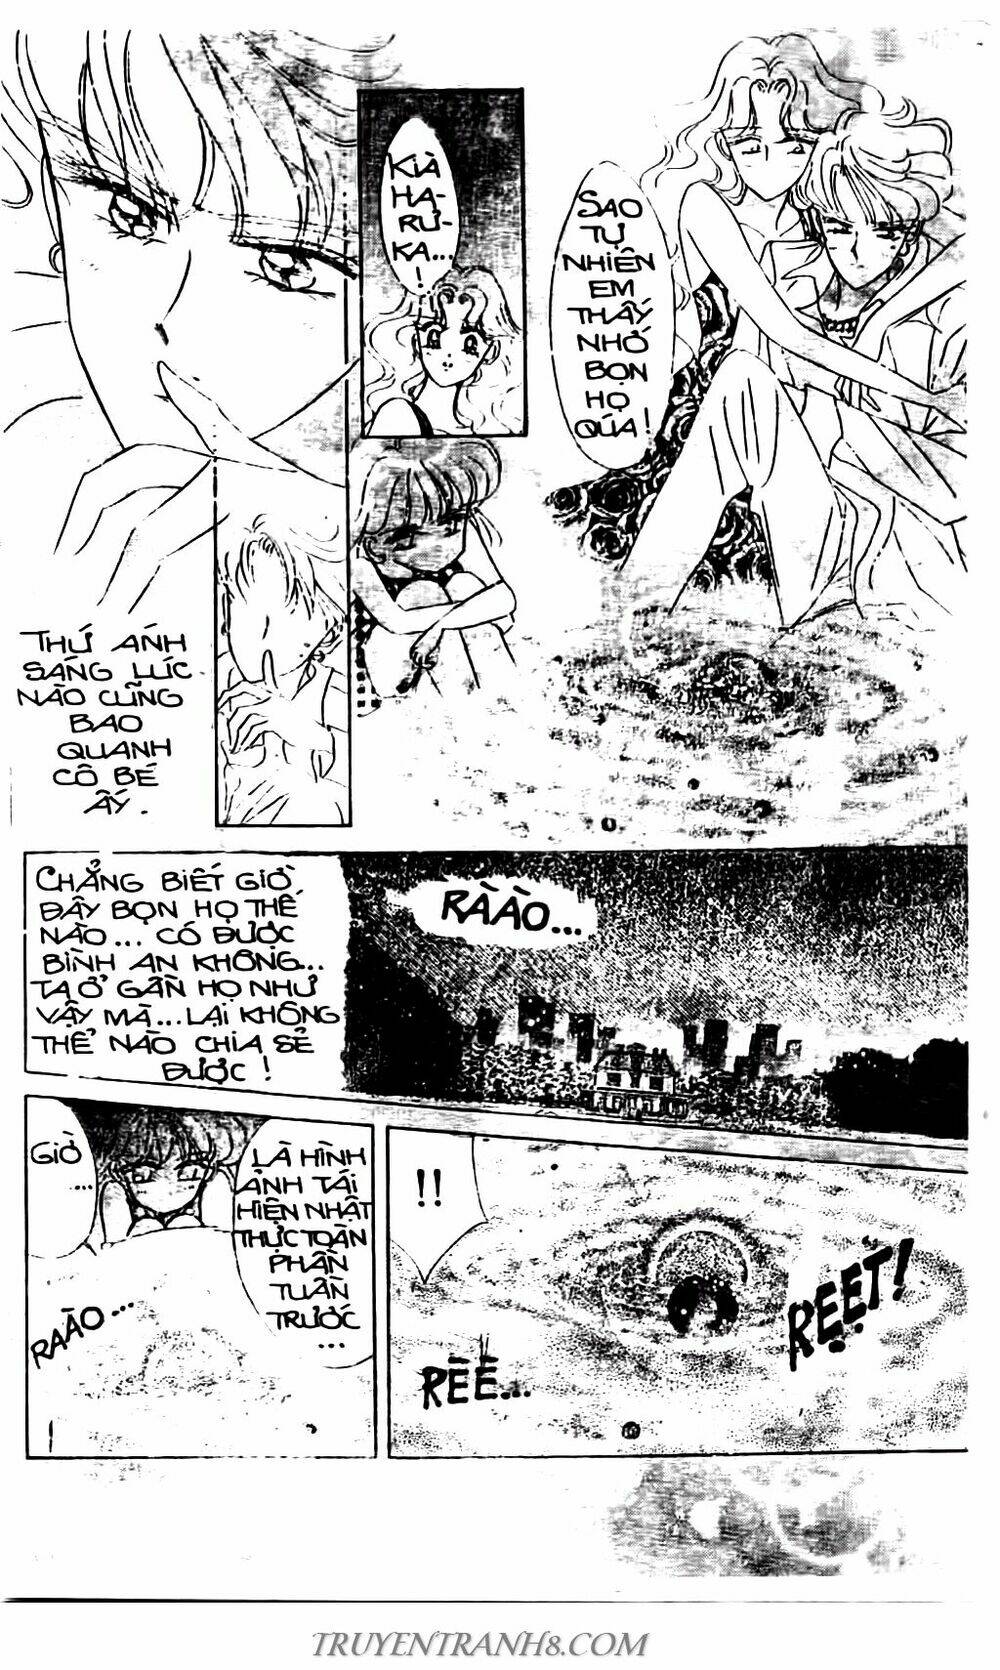 SAO
TỰ
NHIÊN
EM
THẤY
NHỚ
BỌN
HỌ
QÚA!
KìA
HA-
RƯ-
KA...
!
THỨ ÁNH
SANG LÚC
NÀO CŨNG
BAO
QUANH
CÔ BÉ
ẤY.
CHẲNG BiẾT GiỜ
ĐÂY BỌN HỌ THẾ
NÀO... CÓ ĐƯỢC
BÌNH AN KHÔNG...
TA Ở GẦN HỌ NHƯ
VẬY MÀ... LẠi KHÔNG
THỂ NÀO CHiA SẺ
ĐƯỢC!
RÀÀO...
GiỜ
...
LÀ HÌNH
ẢNH TÁi
HiỆN NHẬT
THỰC TOÀN
PHẦN
TUẦN
TRƯỚC
...
RAÀO...
!!
RÈÈ...
RẸẸT!
TRUYENTRANH8.COM